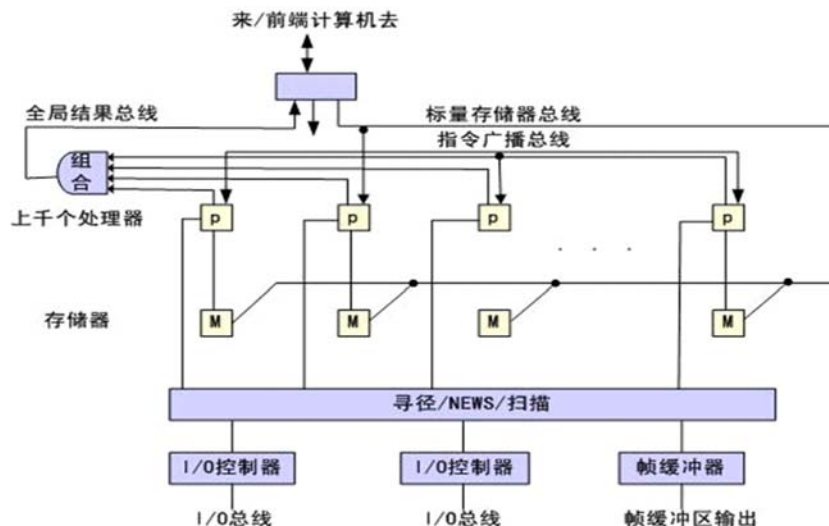 来/前端计算机去
全局结果总线
标量存储器总线
指令广播总线
组合
上千个处理器
p
p
p
p
. . .
存储器
M
M
M
M
寻径/NEWS/扫描
I/O控制器
I/O控制器
帧缓冲器
I/O总线
I/O总线
帧缓冲区输出